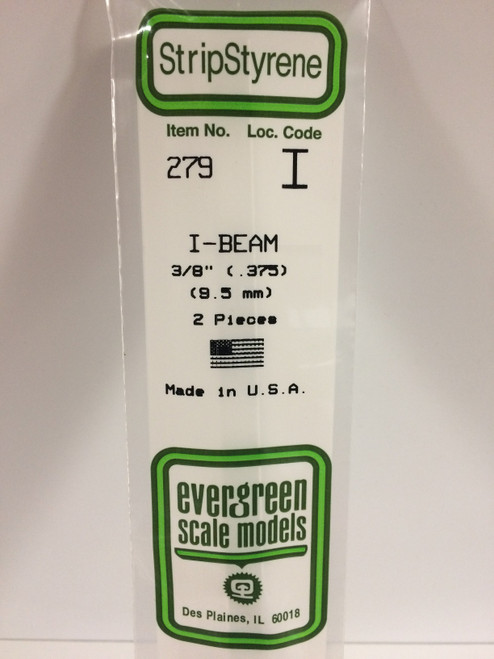 StripStyrene
Item No. Loc. Code
279 I
I-BEAM
3/8" (.375)
(9.5 mm)
2 Pieces
Made in U.S.A.
evergreen
scale models
Des Plaines, IL 60018